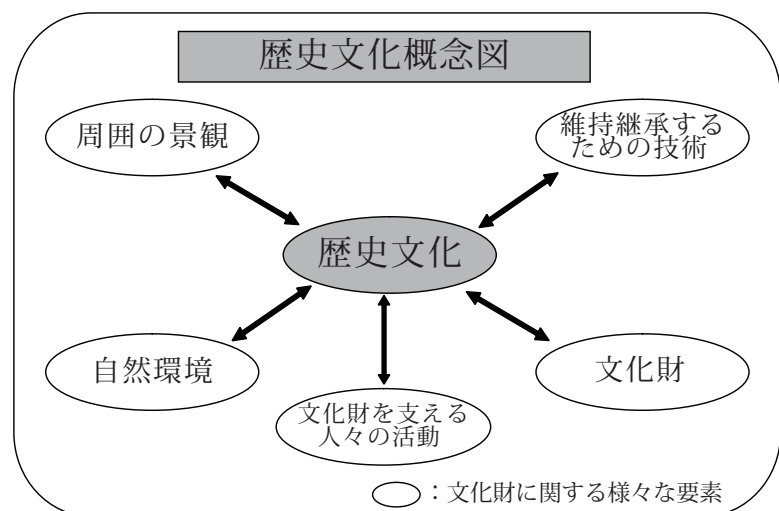 歴史文化概念図
周囲の景観
維持継承する
ための技術
歴史文化
自然環境
文化財を支える
人々の活動
文化財
：文化財に関する様々な要素